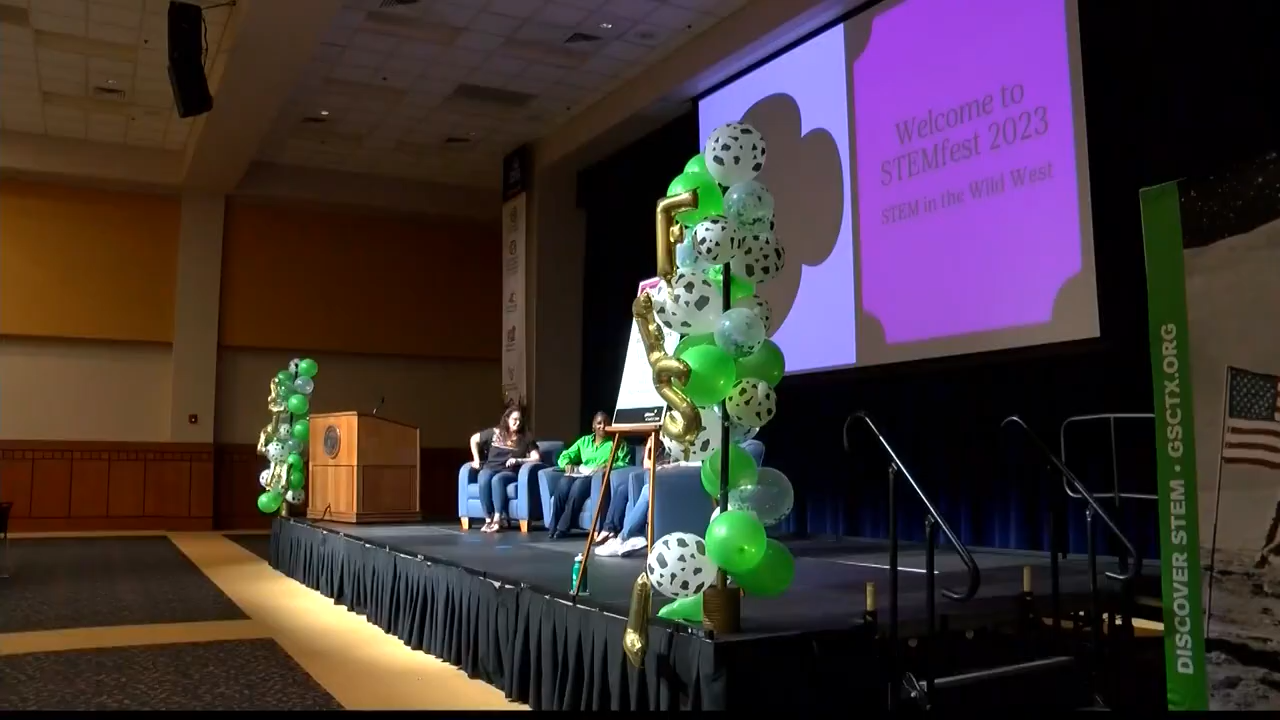 Welcome to
STEMfest 2023
STEM in the Wild West
DISCOVER STEM • GSCTX.ORG